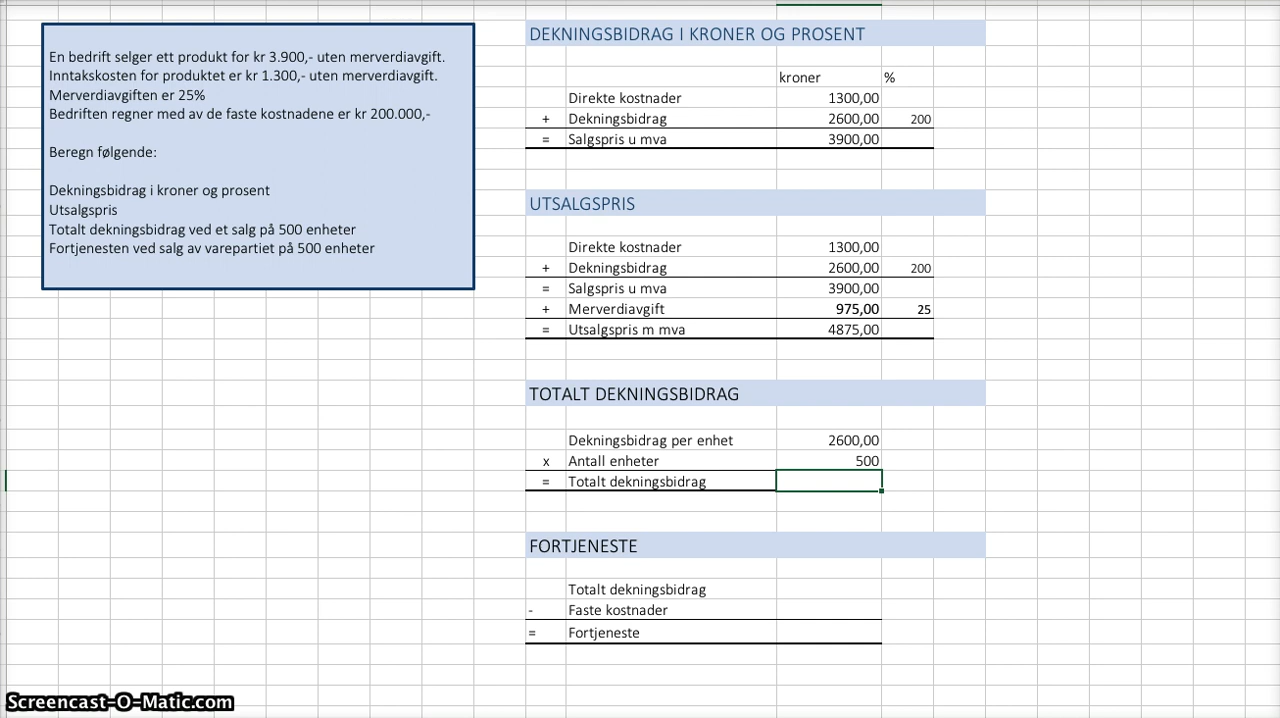 En bedrift selger ett produkt for kr 3.900,- uten merverdiavgift.
Inntakskosten for produktet er kr 1.300,- uten merverdiavgift.
Merverdiavgiften er 25%
Bedriften regner med av de faste kostnadene er kr 200.000,-
Beregn følgende:
Dekningsbidrag i kroner og prosent
Utsalgspris
Totalt dekningsbidrag ved et salg på 500 enheter
Fortjenesten ved salg av varepartiet på 500 enheter
DEKNINGSBIDRAG I KRONER OG PROSENT
kroner %
Direkte kostnader 1300,00
+ Dekningsbidrag 2600,00 200
= Salgspris u mva 3900,00
UTSALGSPRIS
Direkte kostnader 1300,00
+ Dekningsbidrag 2600,00 200
= Salgspris u mva 3900,00
+ Merverdiavgift 975,00 25
= Utsalgspris m mva 4875,00
TOTALT DEKNINGSBIDRAG
Dekningsbidrag per enhet 2600,00
x Antall enheter 500
= Totalt dekningsbidrag
FORTJENESTE
Totalt dekningsbidrag
- Faste kostnader
= Fortjeneste
Screencast-O-Matic.com